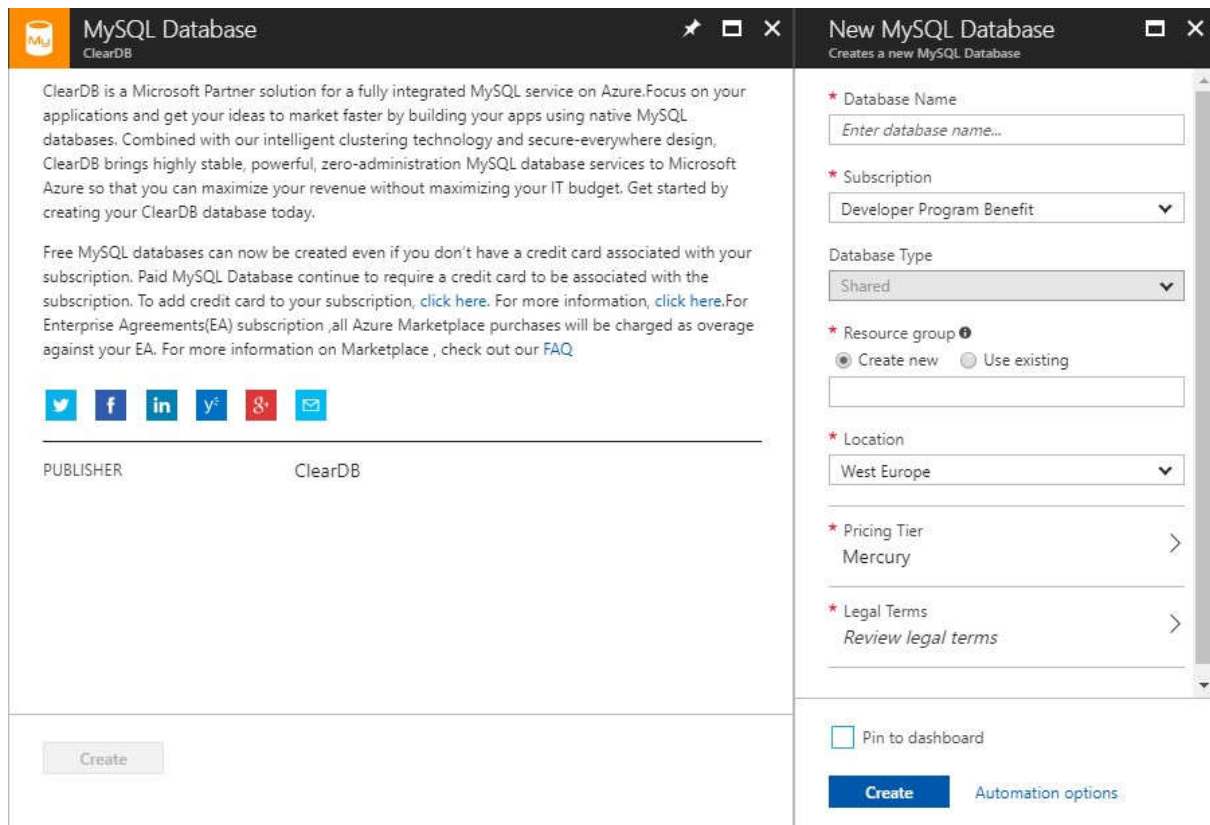 My
MySQL Database
ClearDB
ClearDB is a Microsoft Partner solution for a fully integrated MySQL service on Azure.Focus on your
applications and get your ideas to market faster by building your apps using native MySQL
databases. Combined with our intelligent clustering technology and secure-everywhere design,
ClearDB brings highly stable, powerful, zero-administration MySQL database services to Microsoft
Azure so that you can maximize your revenue without maximizing your IT budget. Get started by
creating your ClearDB database today.
Free MySQL databases can now be created even if you don't have a credit card associated with your
subscription. Paid MySQL Database continue to require a credit card to be associated with the
subscription. To add credit card to your subscription, click here. For more information, click here.For
Enterprise Agreements(EA) subscription ,all Azure Marketplace purchases will be charged as overage
against your EA. For more information on Marketplace , check out our FAQ
f in y 8+
PUBLISHER ClearDB
Create
New MySQL Database
Creates a new MySQL Database
* Database Name
Enter database name...
* Subscription
Developer Program Benefit
Database Type
Shared
* Resource group
Create new Use existing
* Location
West Europe
* Pricing Tier
Mercury
* Legal Terms
Review legal terms
Pin to dashboard
Create Automation options